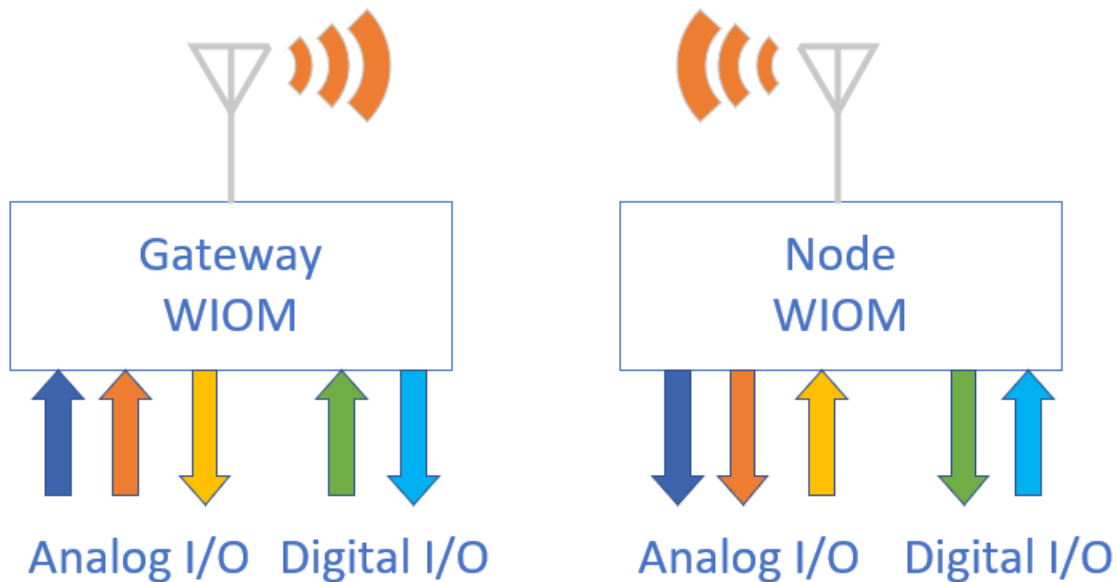 Gateway
WIOM
Node
WIOM
Analog I/O
Digital I/O
Analog I/O
Digital I/O